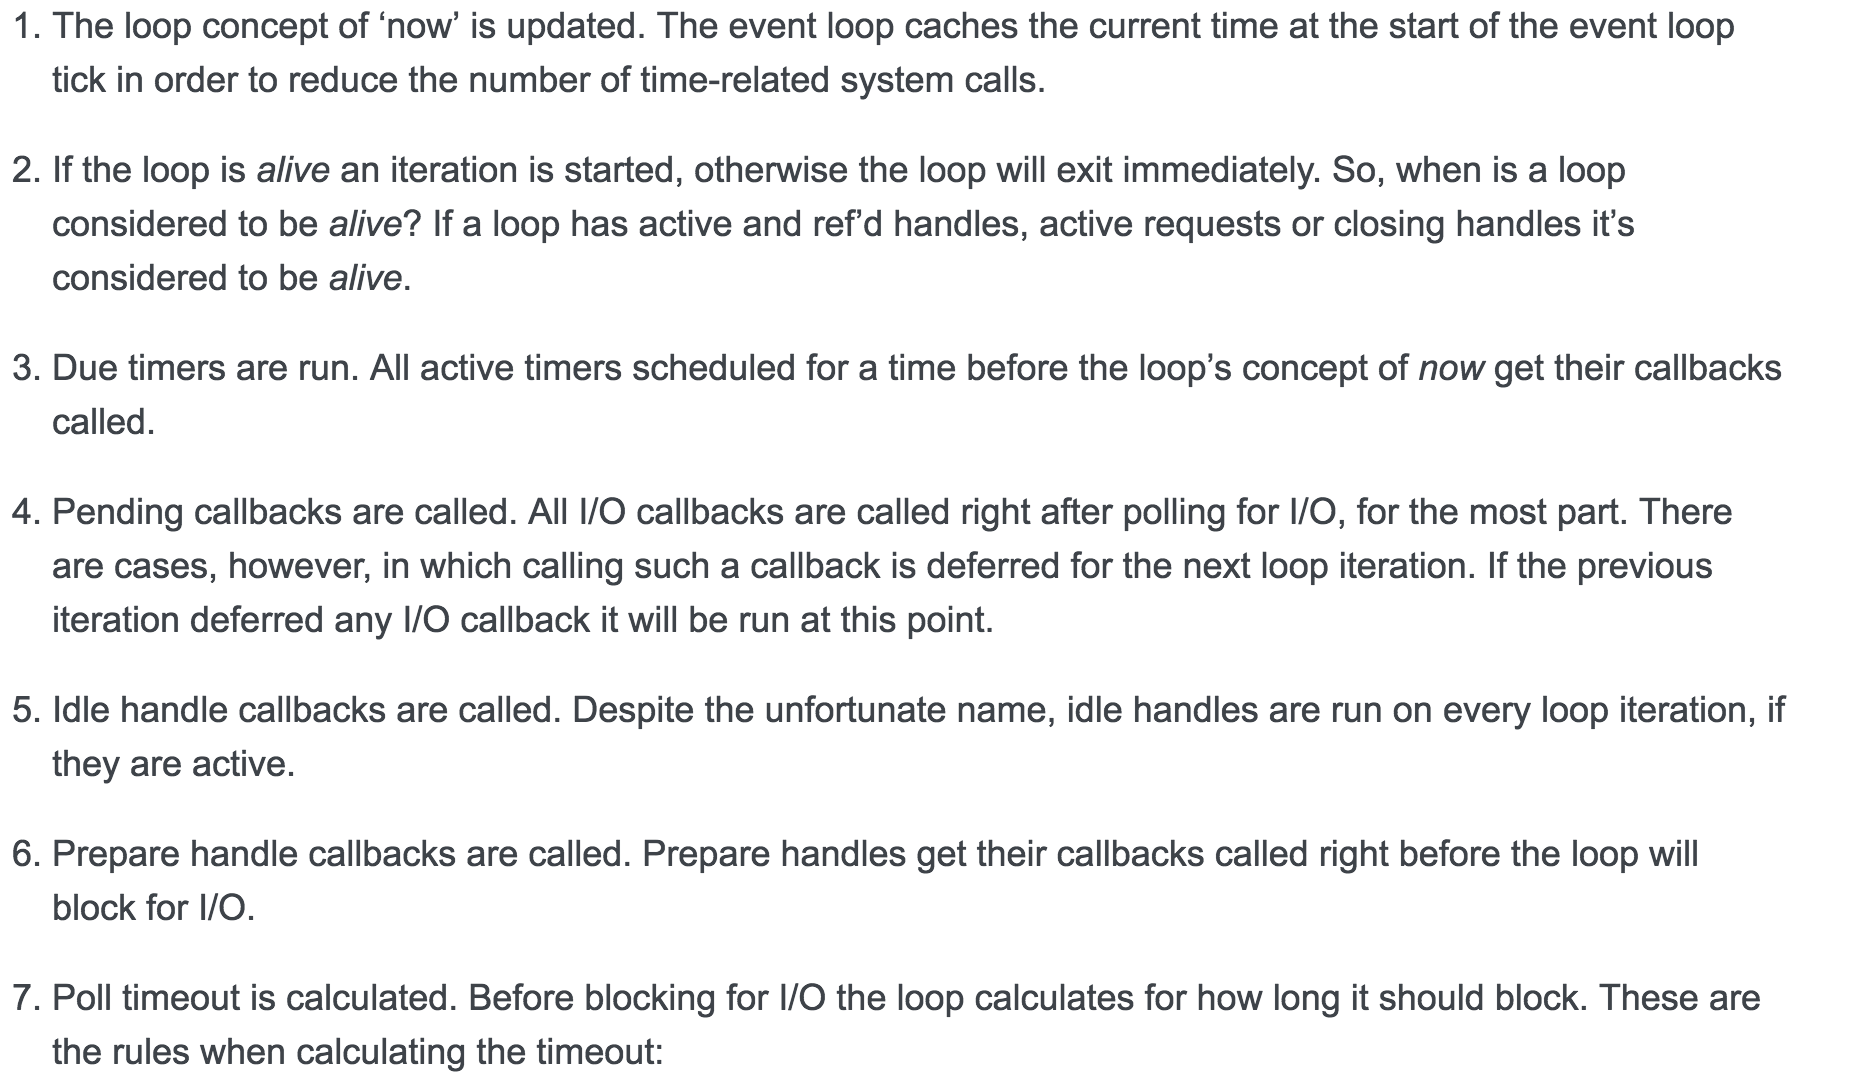 1. The loop concept of ‘now’ is updated. The event loop caches the current time at the start of the event loop
tick in order to reduce the number of time-related system calls.
2. If the loop is alive an iteration is started, otherwise the loop will exit immediately. So, when is a loop
considered to be alive? If a loop has active and ref’d handles, active requests or closing handles it’s
considered to be alive.
3. Due timers are run. All active timers scheduled for a time before the loop’s concept of now get their callbacks
called.
4. Pending callbacks are called. All I/O callbacks are called right after polling for I/O, for the most part. There
are cases, however, in which calling such a callback is deferred for the next loop iteration. If the previous
iteration deferred any I/O callback it will be run at this point.
5. Idle handle callbacks are called. Despite the unfortunate name, idle handles are run on every loop iteration, if
they are active.
6. Prepare handle callbacks are called. Prepare handles get their callbacks called right before the loop will
block for I/O.
7. Poll timeout is calculated. Before blocking for I/O the loop calculates for how long it should block. These are
the rules when calculating the timeout: